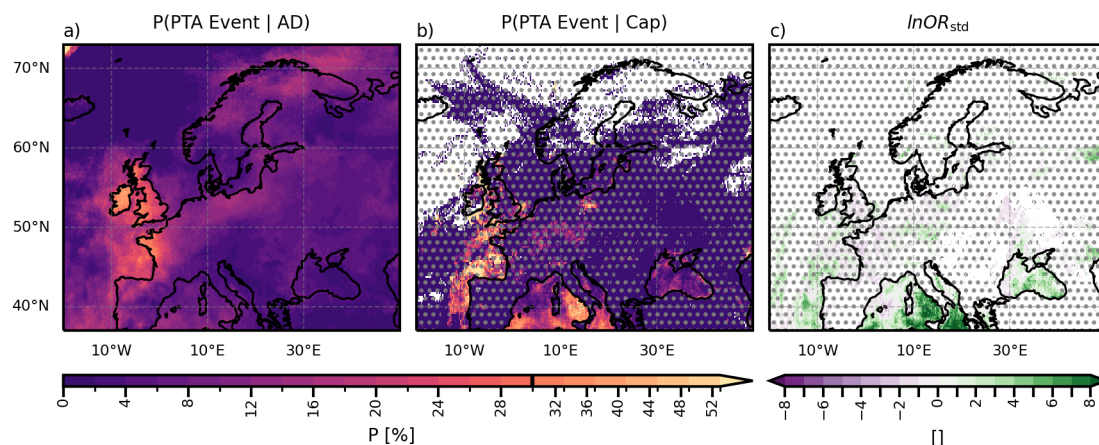 P(PTA Event | AD)
P(PTA Event | Cap)
lnOR_std
a)
b)
c)
70°N
60°N
50°N
40°N
10°W 10°E 30°E
10°W 10°E 30°E
10°W 10°E 30°E
0 4 8 12 16 20 24 28 32 36 40 44 48 52
P [%]
−8 −6 −4 −2 0 2 4 6 8
[]